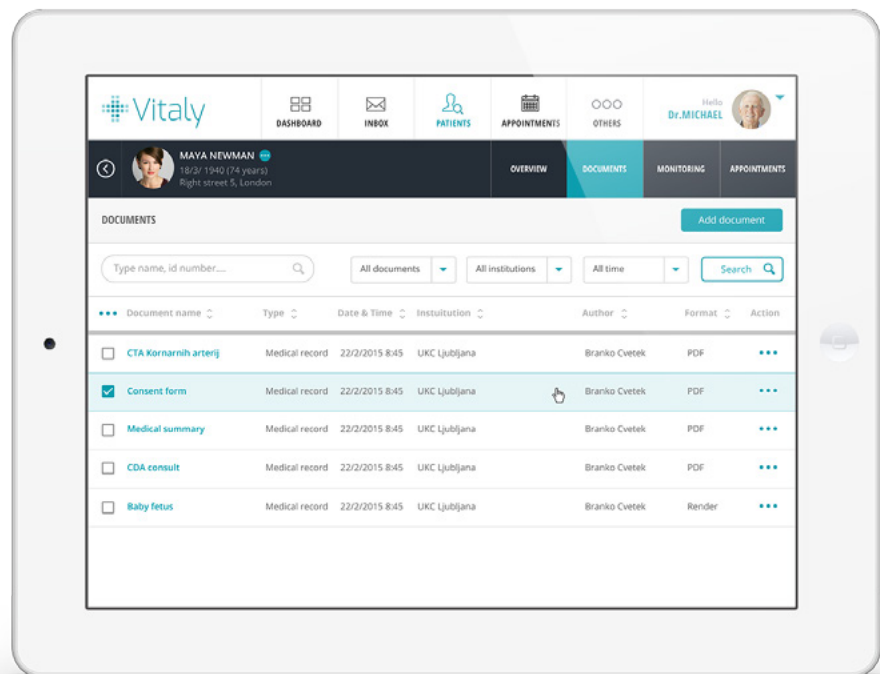 Vitaly
DASHBOARD
INBOX
PATIENTS
APPOINTMENTS
OTHERS
Hello
Dr.MICHAEL
MAYA NEWMAN
18/3/ 1940 (74 years)
Right street 5, London
OVERVIEW
DOCUMENTS
MONITORING
APPOINTMENTS
DOCUMENTS
Add document
Type name, id number....
All documents
All institutions
All time
Search
Document name Type Date & Time Instuitution Author Format Action
CTA Kornarnih arterij Medical record 22/2/2015 8:45 UKC Ljubljana Branko Cvetek PDF
Consent form Medical record 22/2/2015 8:45 UKC Ljubljana Branko Cvetek PDF
Medical summary Medical record 22/2/2015 8:45 UKC Ljubljana Branko Cvetek PDF
CDA consult Medical record 22/2/2015 8:45 UKC Ljubljana Branko Cvetek PDF
Baby fetus Medical record 22/2/2015 8:45 UKC Ljubljana Branko Cvetek Render